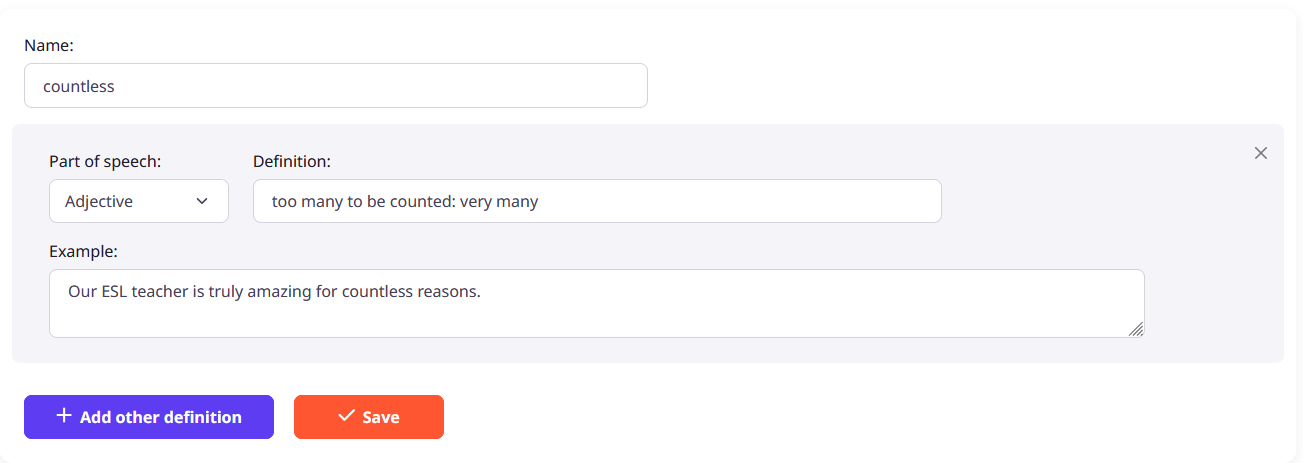 Name:
countless
Part of speech:
Definition:
Adjective
too many to be counted: very many
Example:
Our ESL teacher is truly amazing for countless reasons.
Add other definition
Save